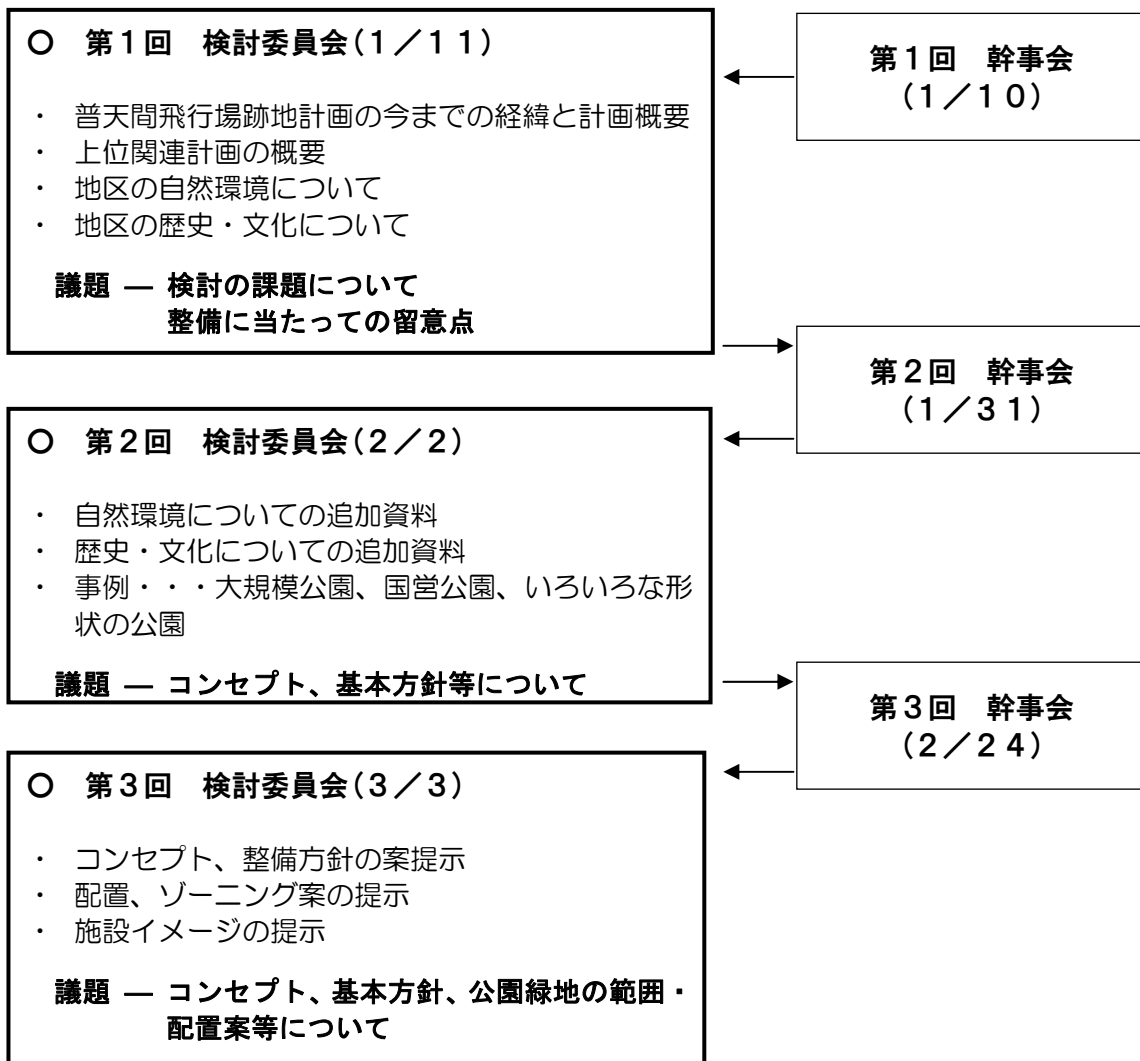 ○　第１回　検討委員会（１／１１）
・　普天間飛行場跡地計画の今までの経緯と計画概要
・　上位関連計画の概要
・　地区の自然環境について
・　地区の歴史・文化について
議題 ― 検討の課題について
整備に当たっての留意点
第１回　幹事会
（１／１０）
第２回　幹事会
（１／３１）
○　第２回　検討委員会（２／２）
・　自然環境についての追加資料
・　歴史・文化についての追加資料
・　事例・・・大規模公園、国営公園、いろいろな形
状の公園
議題 ― コンセプト、基本方針等について
第３回　幹事会
（２／２４）
○　第３回　検討委員会（３／３）
・　コンセプト、整備方針の案提示
・　配置、ゾーニング案の提示
・　施設イメージの提示
議題 ― コンセプト、基本方針、公園緑地の範囲・
配置案等について